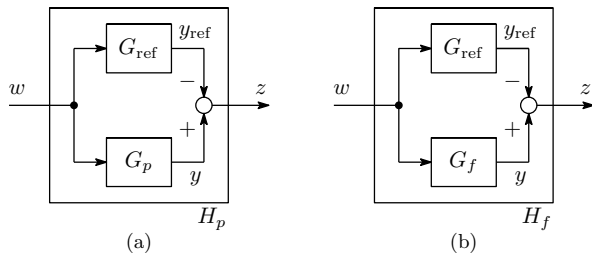 w
G_ref
y_ref
−
z
+
G_p
y
H_p
(a)
w
G_ref
y_ref
−
z
+
G_f
y
H_f
(b)